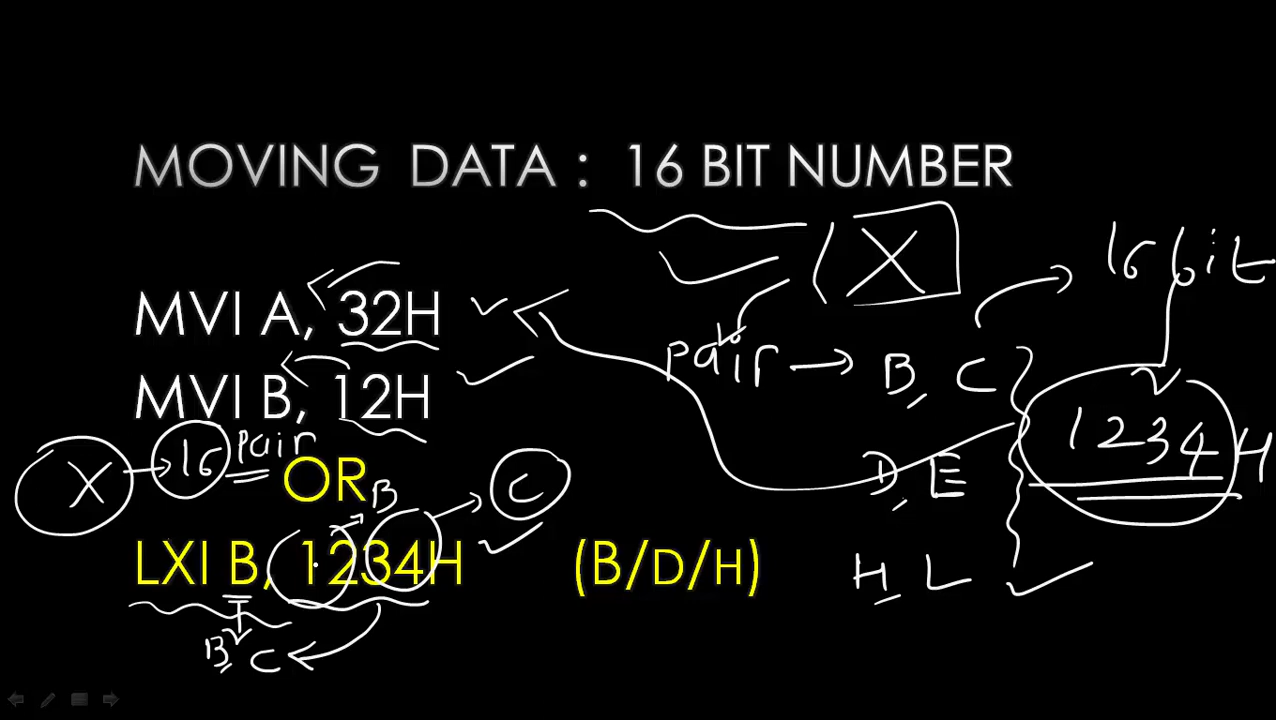 MOVING DATA : 16 BIT NUMBER
X
16 bit
MVI A, 32H
pair → B, C
MVI B, 12H
1234H
X → 16 pair
OR
B
C
D, E
LXI B, 1234H (B/D/H)
H, L
B, C